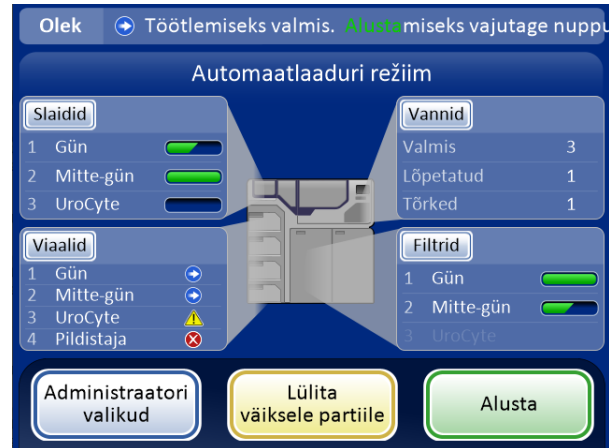 Olek Töötlemiseks valmis. Alustamiseks vajutage nuppu
Automaatlaaduri režiim
Slaidid
1 Gün
2 Mitte-gün
3 UroCyte
Vannid
Valmis 3
Lõpetatud 1
Tõrked 1
Viaalid
1 Gün
2 Mitte-gün
3 UroCyte
4 Pildistaja
Filtrid
1 Gün
2 Mitte-gün
3 UroCyte
Administraatori
valikud
Lülita
väiksele partiile
Alusta